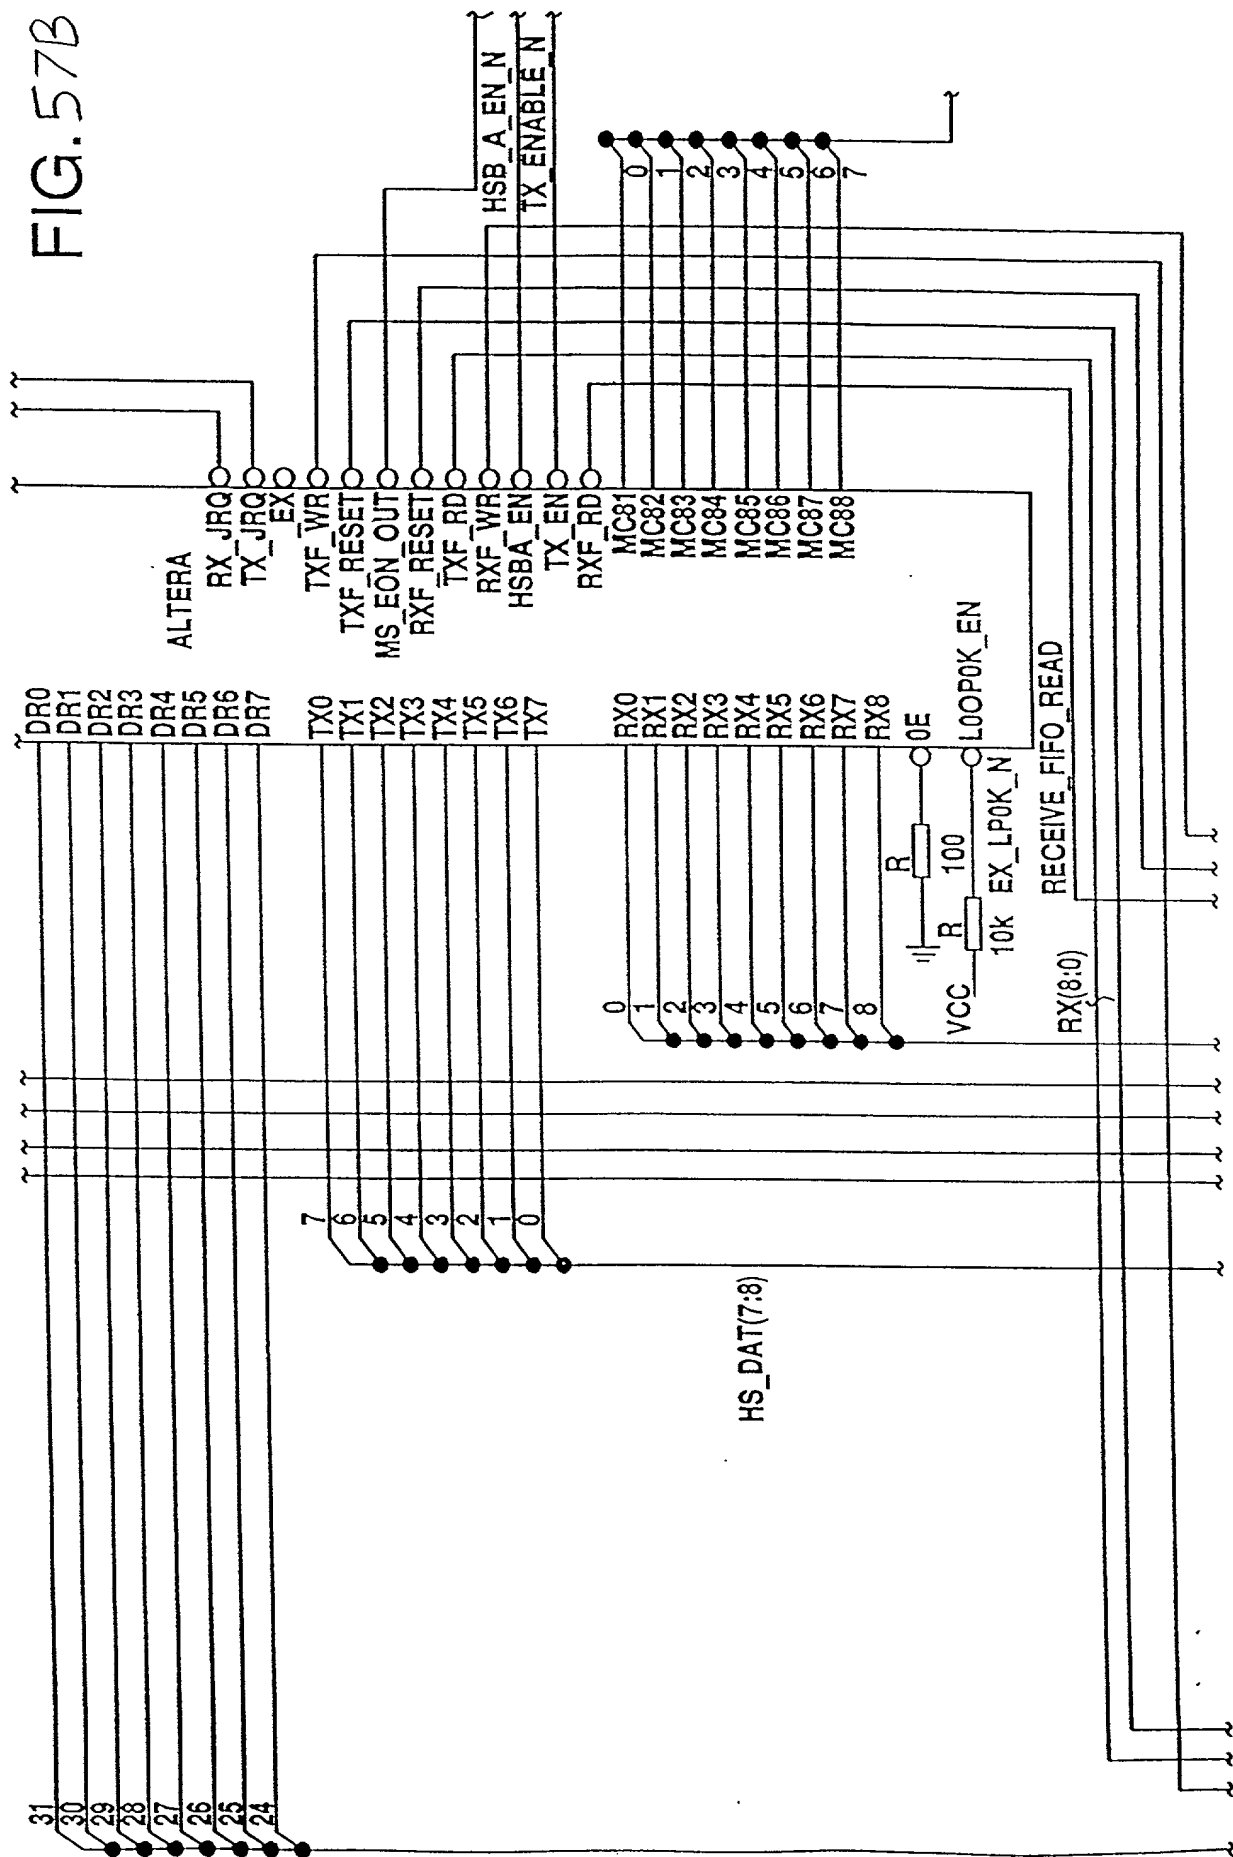 FIG. 57B
ALTERA
DR0
DR1
DR2
DR3
DR4
DR5
DR6
DR7
TX0
TX1
TX2
TX3
TX4
TX5
TX6
TX7
RX0
RX1
RX2
RX3
RX4
RX5
RX6
RX7
RX8
OE
L0OP0K_EN
RX_JRQ
TX_JRQ
EX
TXF_WR
TXF_RESET
MS_EON_OUT
RXF_RESET
TXF_RD
RXF_WR
HSBA_EN
TX_EN
RXF_RD
MC81
MC82
MC83
MC84
MC85
MC86
MC87
MC88
HSB_A_EN_N
TX_ENABLE_N
0
1
2
3
4
5
6
7
31
30
29
28
27
26
25
24
7
6
5
4
3
2
1
0
HS_DAT(7:8)
0
1
2
3
4
5
6
7
8
R
100
VCC
R
10K
EX_LP0K_N
RECEIVE_FIFO_READ
RX(8:0)